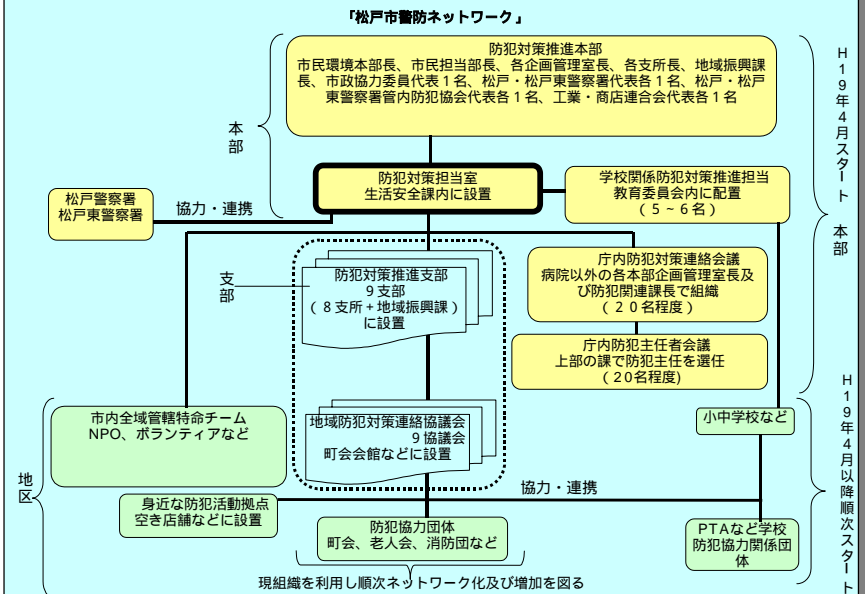 「松戸市警防ネットワーク」
防犯対策推進本部
市民環境本部長、市民担当部長、各企画管理室長、各支所長、地域振興課
長、市政協力委員代表１名、松戸・松戸東警察署代表各１名、松戸・松戸
東警察署管内防犯協会代表各１名、工業・商店連合会代表各１名
本部
H19年4月スタート 本部
防犯対策担当室
生活安全課内に設置
学校関係防犯対策推進担当
教育委員会内に配置
（５～６名）
松戸警察署
松戸東警察署
協力・連携
支部
防犯対策推進支部
９支部
（８支所＋地域振興課）
に設置
庁内防犯対策連絡会議
病院以外の各本部企画管理室長及
び防犯関連課長で組織
（２０名程度）
庁内防犯主任者会議
上部の課で防犯主任を選任
（20名程度)
H19年4月以降順次スタート
市内全域管轄特命チーム
NPO、ボランティアなど
地域防犯対策連絡協議会
９協議会
町会会館などに設置
小中学校など
地区
協力・連携
身近な防犯活動拠点
空き店舗などに設置
防犯協力団体
町会、老人会、消防団など
PTAなど学校
防犯協力関係団
体
現組織を利用し順次ネットワーク化及び増加を図る